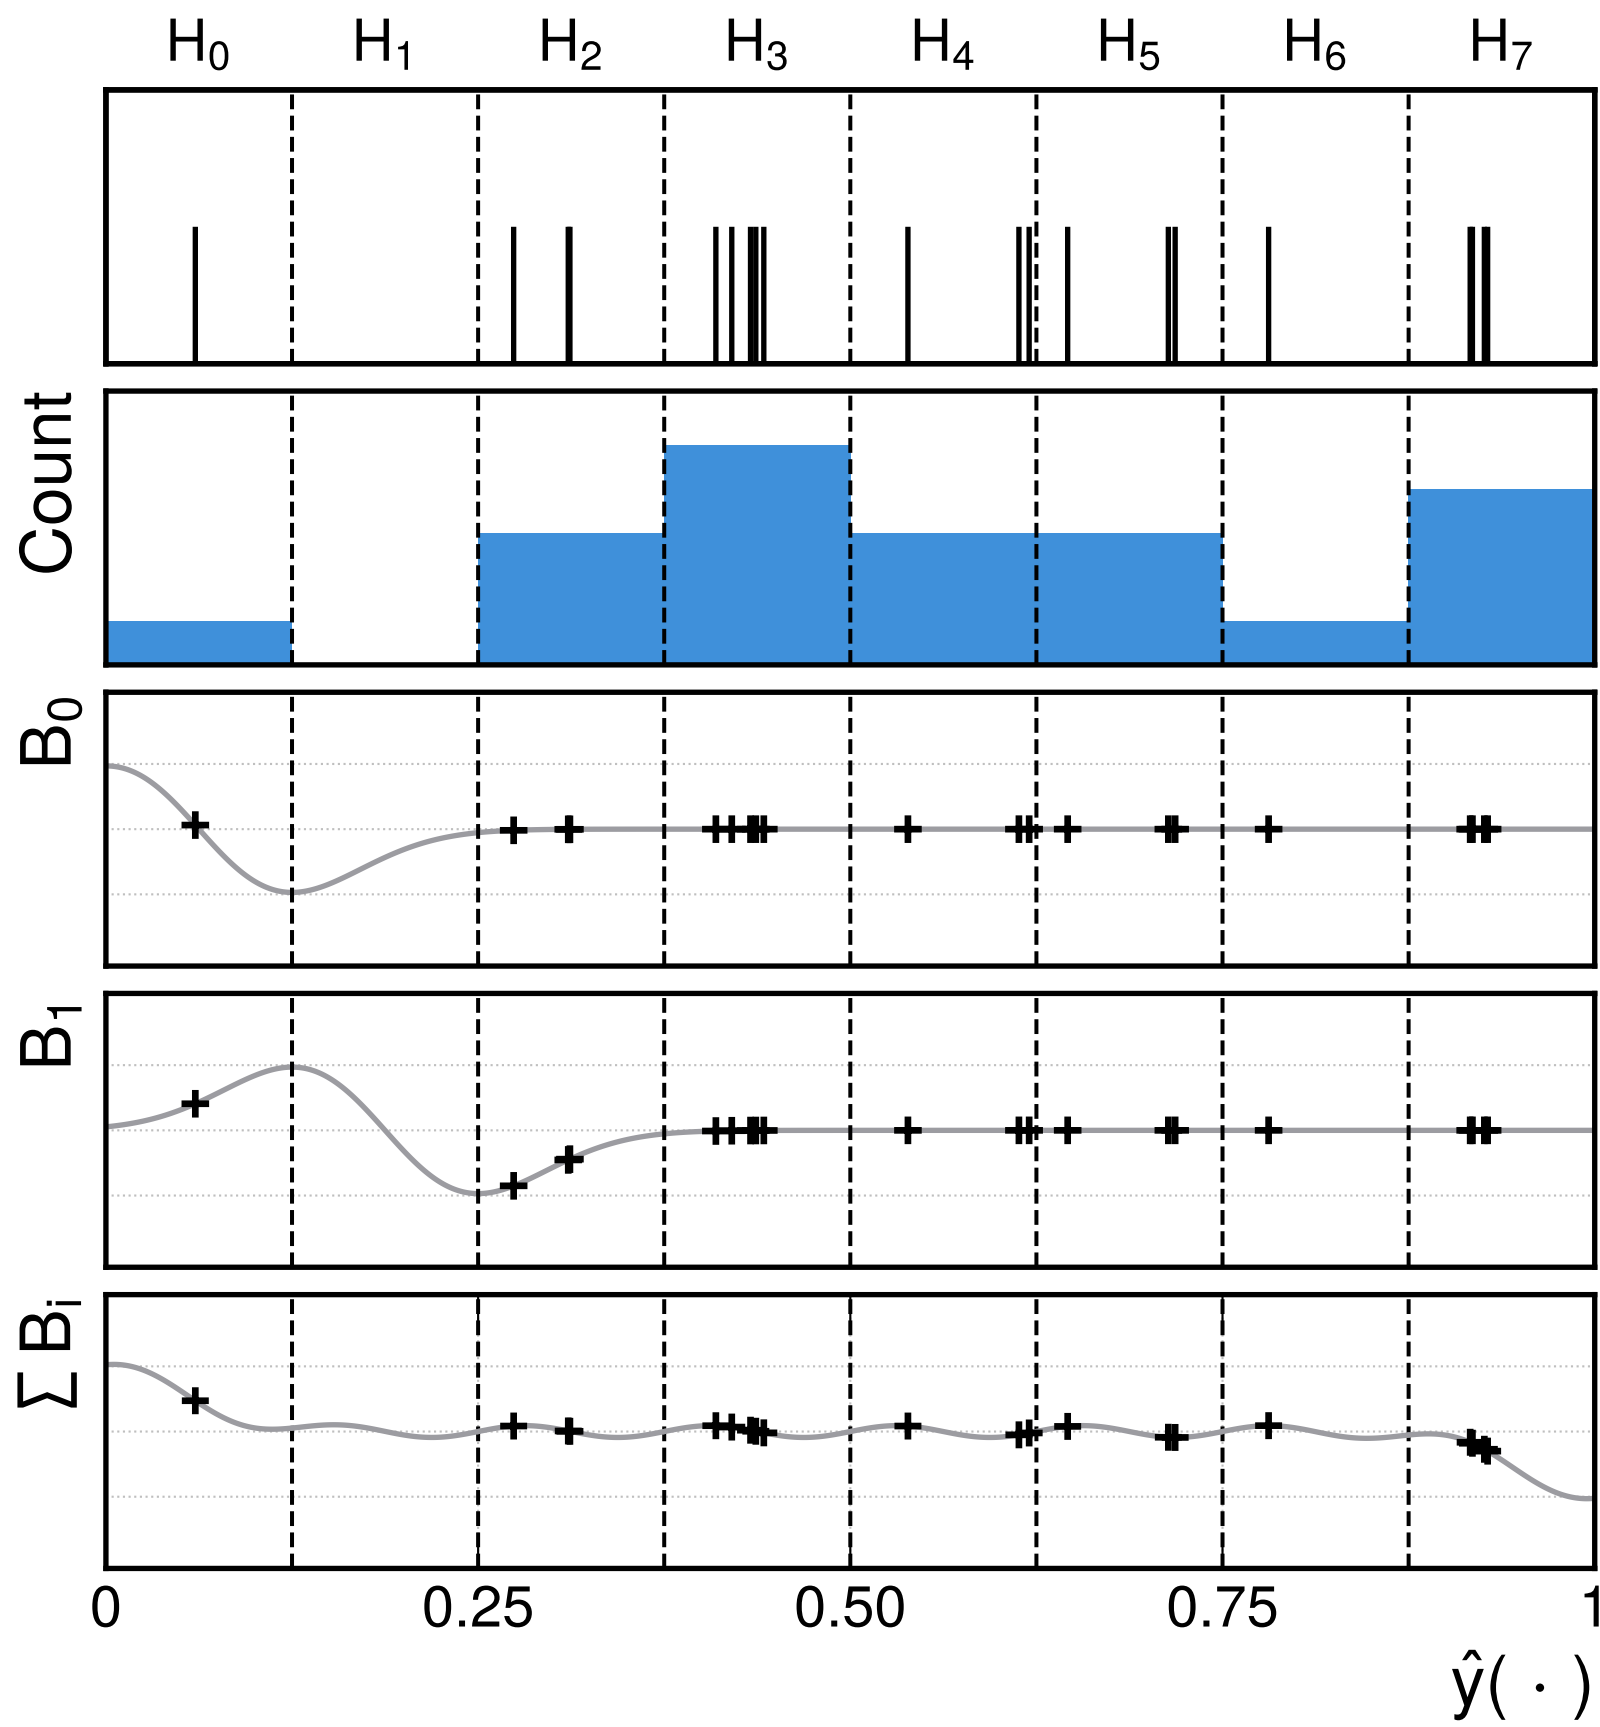 H₀ H₁ H₂ H₃ H₄ H₅ H₆ H₇
Count
B₀
B₁
Σ Bᵢ
0 0.25 0.50 0.75 1
ŷ( · )